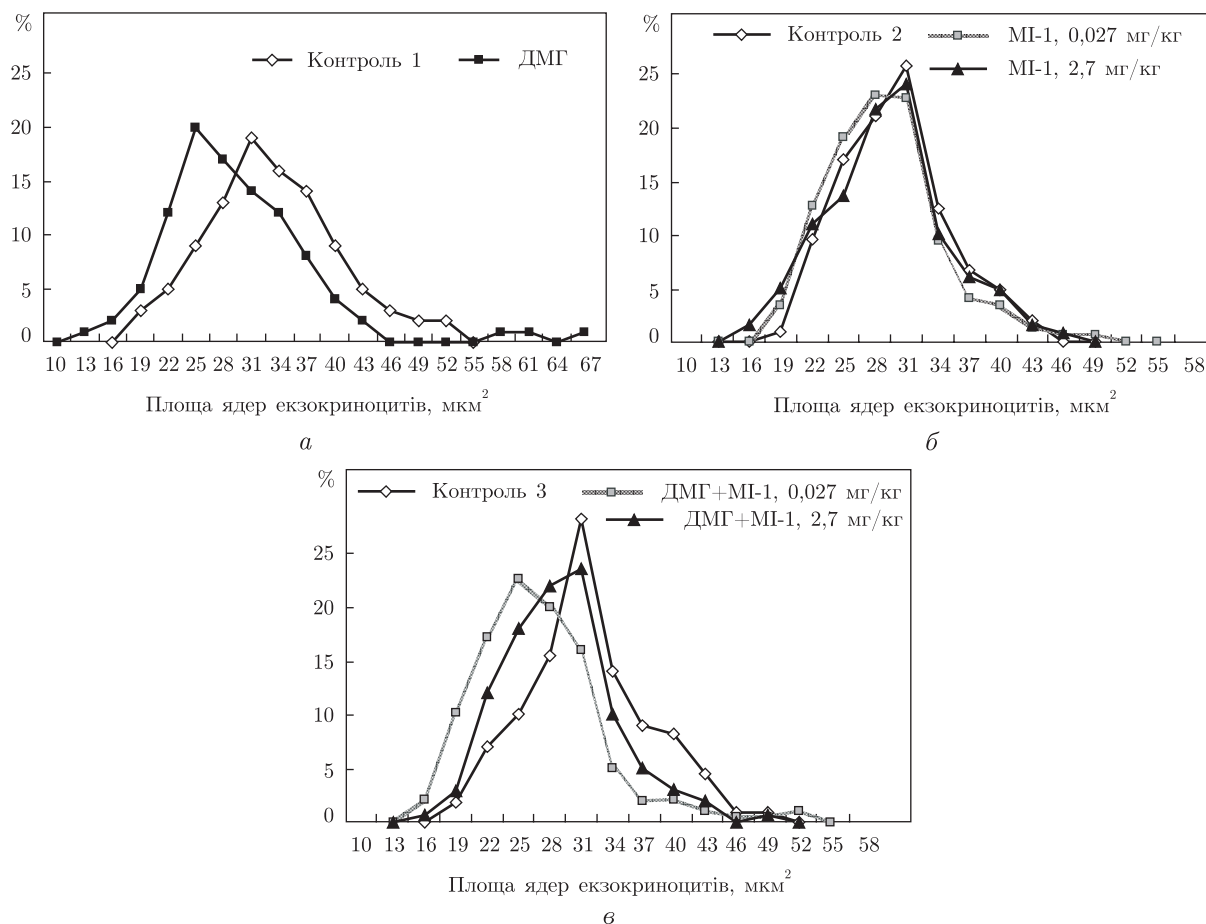 %
Контроль 1 ДМГ
25
20
15
10
5
0
10 13 16 19 22 25 28 31 34 37 40 43 46 49 52 55 58 61 64 67
Площа ядер екзокриноцитів, мкм²
а
%
Контроль 2 МІ-1, 0,027 мг/кг
МІ-1, 2,7 мг/кг
25
20
15
10
5
0
10 13 16 19 22 25 28 31 34 37 40 43 46 49 52 55 58
Площа ядер екзокриноцитів, мкм²
б
%
Контроль 3 ДМГ+МІ-1, 0,027 мг/кг
ДМГ+МІ-1, 2,7 мг/кг
25
20
15
10
5
0
10 13 16 19 22 25 28 31 34 37 40 43 46 49 52 55 58
Площа ядер екзокриноцитів, мкм²
в